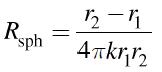 R_sph = (r_2 − r_1) / (4πkr_1r_2)